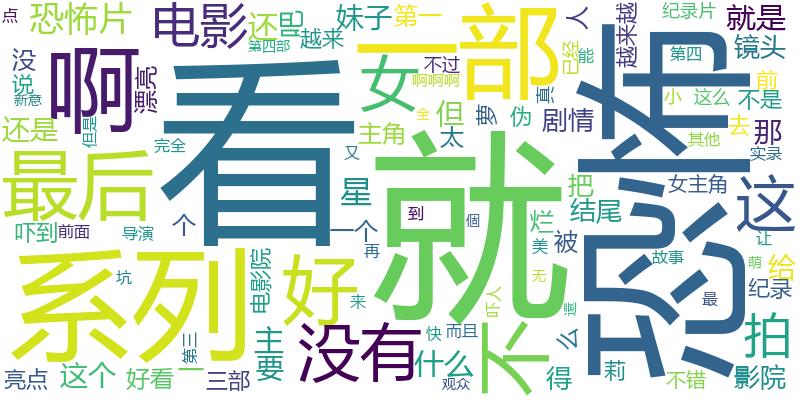 点
恐怖片
电影
还
吧
妹子
第一
人
纪录片
就是
没
说
新意
啊
漂亮
第四部
越来
一部
不过
啊啊啊
已经
能
越来越
第四
镜头
看
女
但
萝
真
伪
恐怖
小
这么
前
不是
还是
但是
完全
主角
太
剧情
其他
去
那
实录
最后
又
星
就
把
女主角
这
吓到
前面
导演
个
一个
到
個
烂
结尾
美
被
故事
让
系列
坑
电影院
好
再
来
无
吓人
還
么
萌
最
给
纪录
第三
主要
没有
快
而且
不
拍
亮点
这个
好看
三部
什么
观众
得
莉
不错
影院
全